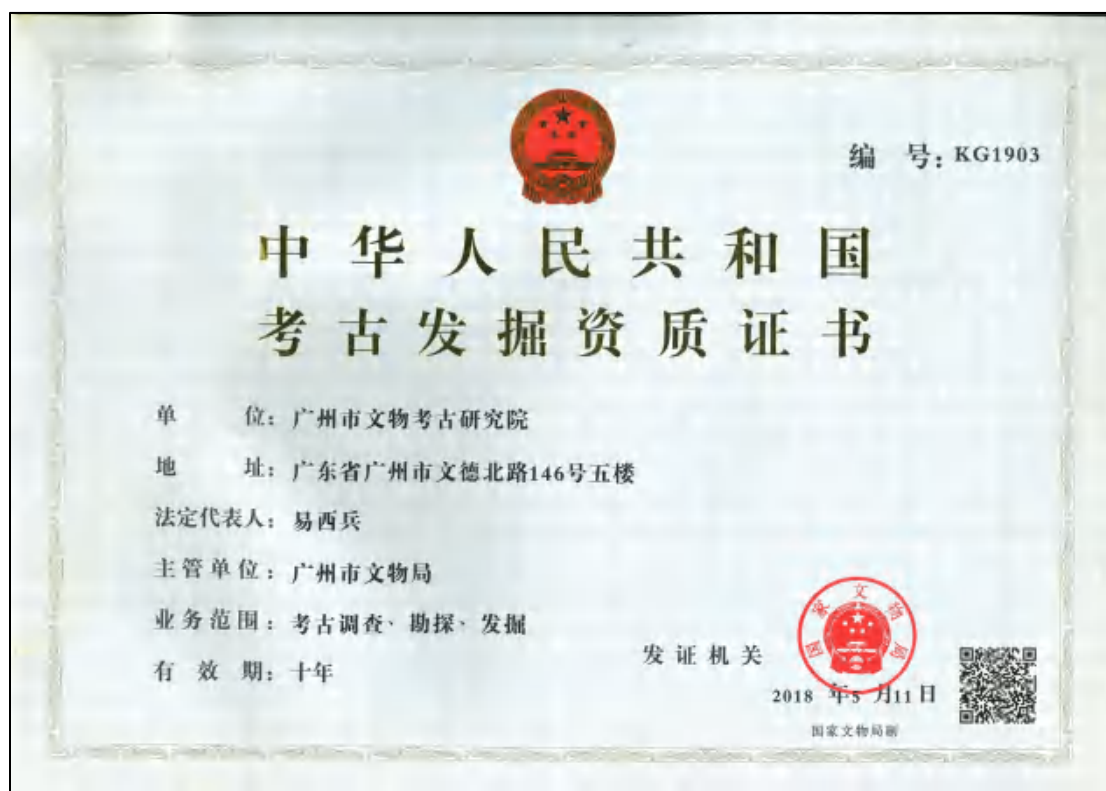 编 号: KG1903
中华人民共和国
考古发掘资质证书
单 位: 广州市文物考古研究院
地 址: 广东省广州市文德北路146号五楼
法定代表人: 易西兵
主管单位: 广州市文物局
业务范围: 考古调查、勘探、发掘
有 效 期: 十年
国家文物局
发证机关
2018 年5 月11日
国家文物局制